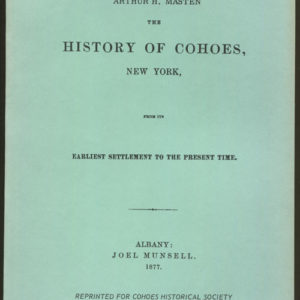 ARTHUR H. MASTEN
THE
HISTORY OF COHOES,
NEW YORK,
FROM ITS
EARLIEST SETTLEMENT TO THE PRESENT TIME.
ALBANY:
JOEL MUNSELL.
1877.
REPRINTED FOR COHOES HISTORICAL SOCIETY